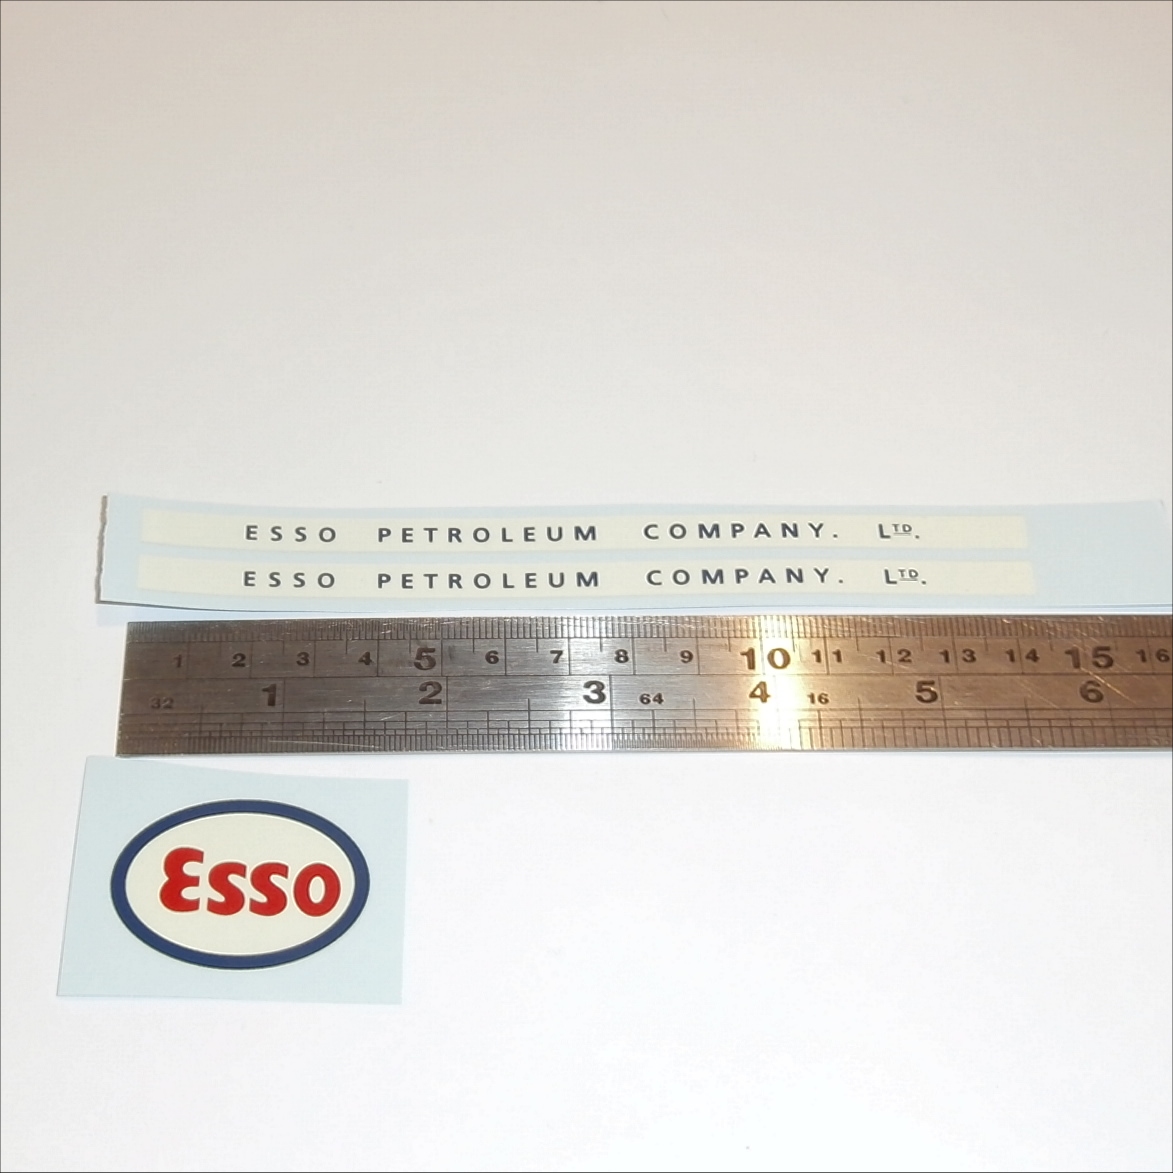 ESSO PETROLEUM COMPANY. LTD.
ESSO PETROLEUM COMPANY. LTD.
1 2 3 4 5 6 7 8 9 10 11 12 13 14 15 16
32 1 2 3 64 4 16 5 6
Esso